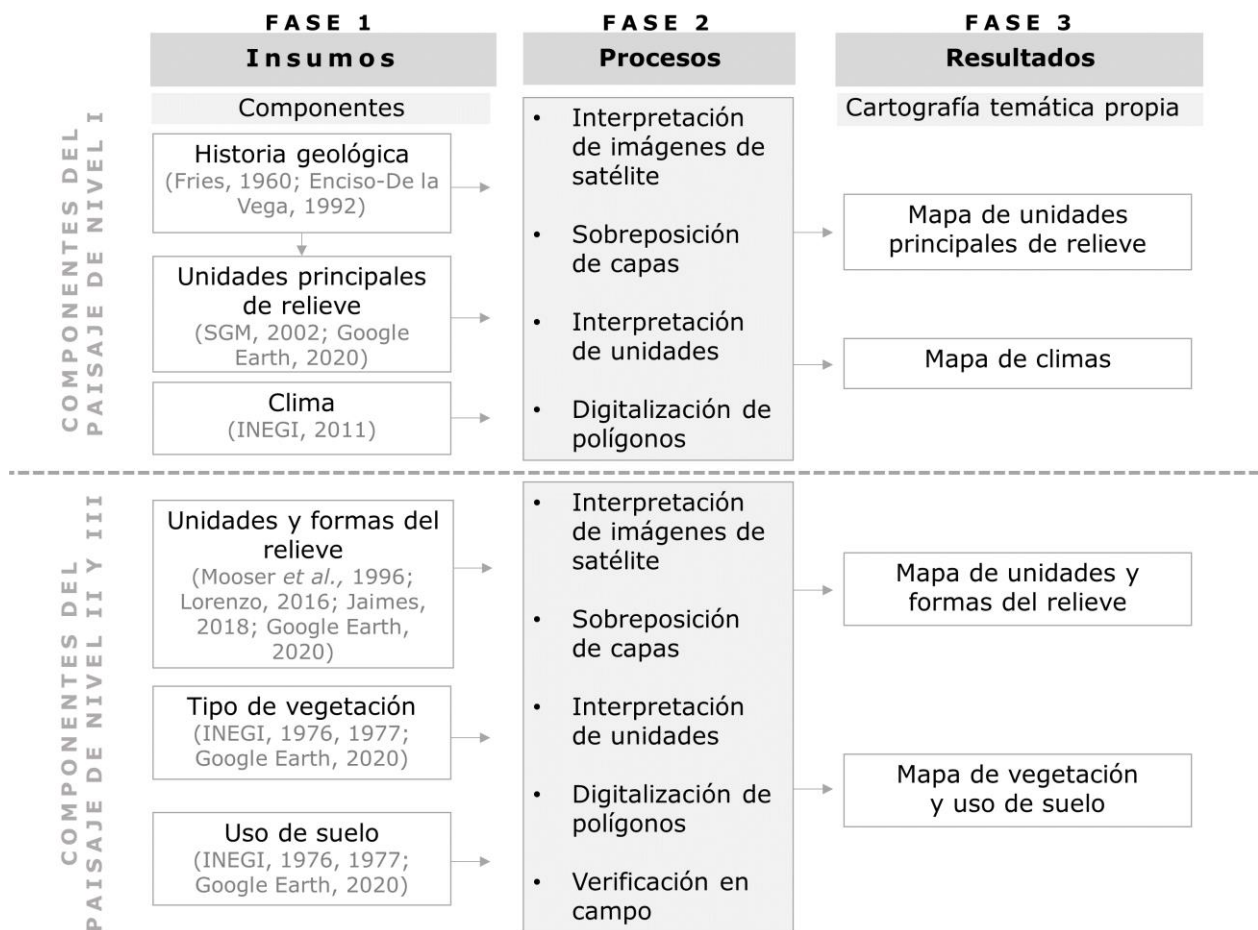 FASE 1
FASE 2
FASE 3
Insumos
Procesos
Resultados
COMPONENTES DEL
PAISAJE DE NIVEL I
Componentes
Historia geológica
(Fries, 1960; Enciso-De la
Vega, 1992)
Unidades principales
de relieve
(SGM, 2002; Google
Earth, 2020)
Clima
(INEGI, 2011)
• Interpretación
de imágenes de
satélite
• Sobreposición
de capas
• Interpretación
de unidades
• Digitalización de
polígonos
Cartografía temática propia
Mapa de unidades
principales de relieve
Mapa de climas
COMPONENTES DEL
PAISAJE DE NIVEL II Y III
Unidades y formas del
relieve
(Mooser et al., 1996;
Lorenzo, 2016; Jaimes,
2018; Google Earth,
2020)
Tipo de vegetación
(INEGI, 1976, 1977;
Google Earth, 2020)
Uso de suelo
(INEGI, 1976, 1977;
Google Earth, 2020)
• Interpretación
de imágenes de
satélite
• Sobreposición
de capas
• Interpretación
de unidades
• Digitalización de
polígonos
• Verificación en
campo
Mapa de unidades y
formas del relieve
Mapa de vegetación
y uso de suelo